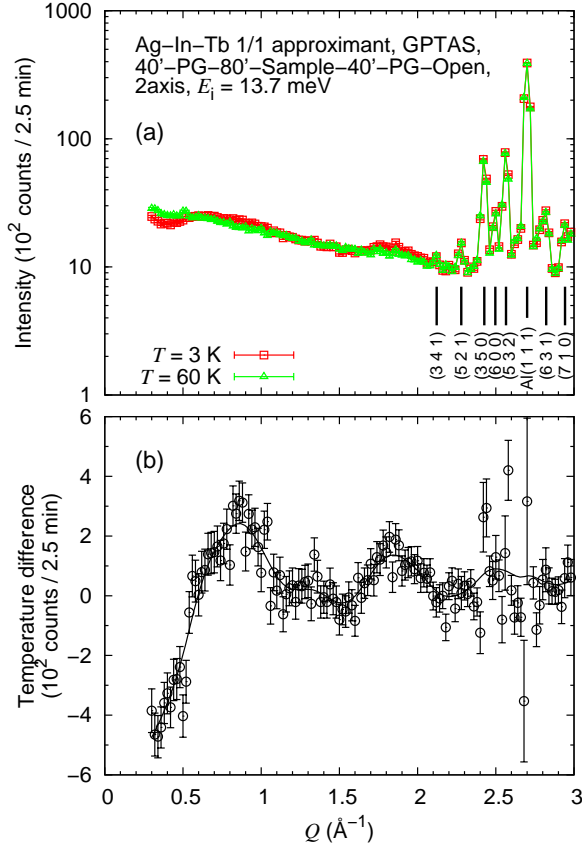 1000
100
10
1
Intensity (10² counts / 2.5 min)
Ag−In−Tb 1/1 approximant, GPTAS,
40’−PG−80’−Sample−40’−PG−Open,
2axis, Eᵢ = 13.7 meV
(a)
T = 3 K
T = 60 K
(3 4 1)
(5 2 1)
(3 5 0)
(6 0 0)
(5 3 2)
Al(1 1 1)
(6 3 1)
(7 1 0)
6
4
2
0
−2
−4
−6
Temperature difference
(10² counts / 2.5 min)
(b)
0 0.5 1 1.5 2 2.5 3
Q (Å⁻¹)